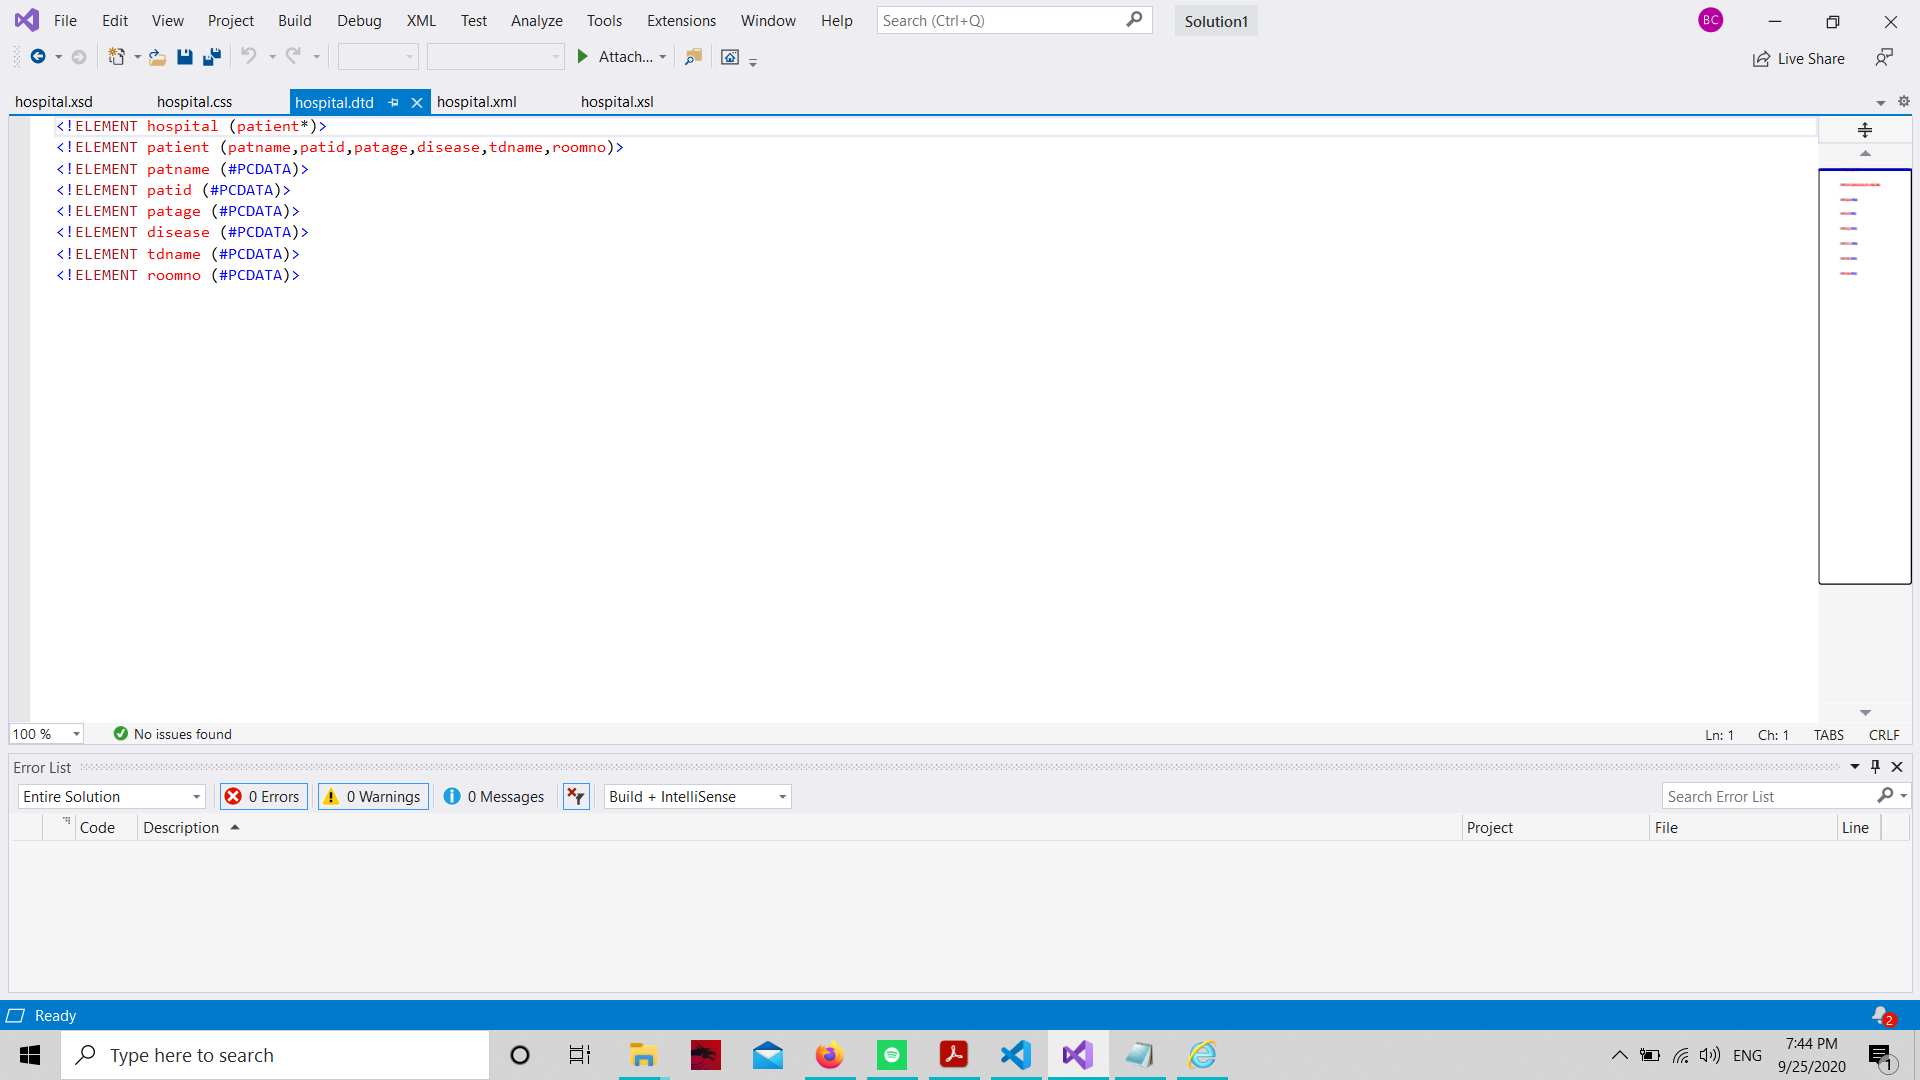 File Edit View Project Build Debug XML Test Analyze Tools Extensions Window Help Search (Ctrl+Q) Solution1 BC
Attach... Live Share
hospital.xsd hospital.css hospital.dtd hospital.xml hospital.xsl
<!ELEMENT hospital (patient*)>
<!ELEMENT patient (patname,patid,patage,disease,tdname,roomno)>
<!ELEMENT patname (#PCDATA)>
<!ELEMENT patid (#PCDATA)>
<!ELEMENT patage (#PCDATA)>
<!ELEMENT disease (#PCDATA)>
<!ELEMENT tdname (#PCDATA)>
<!ELEMENT roomno (#PCDATA)>
100 % No issues found Ln: 1 Ch: 1 TABS CRLF
Error List
Entire Solution 0 Errors 0 Warnings 0 Messages Build + IntelliSense Search Error List
Code Description Project File Line
Ready 2
Type here to search ENG 7:44 PM
9/25/2020 1